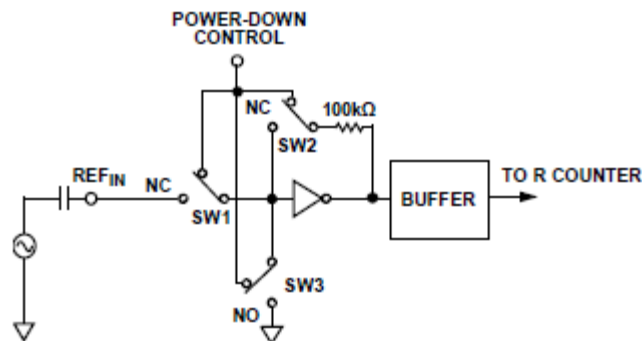 POWER-DOWN
CONTROL
NC
100kΩ
SW2
REFIN
NC
SW1
BUFFER
TO R COUNTER
SW3
NO